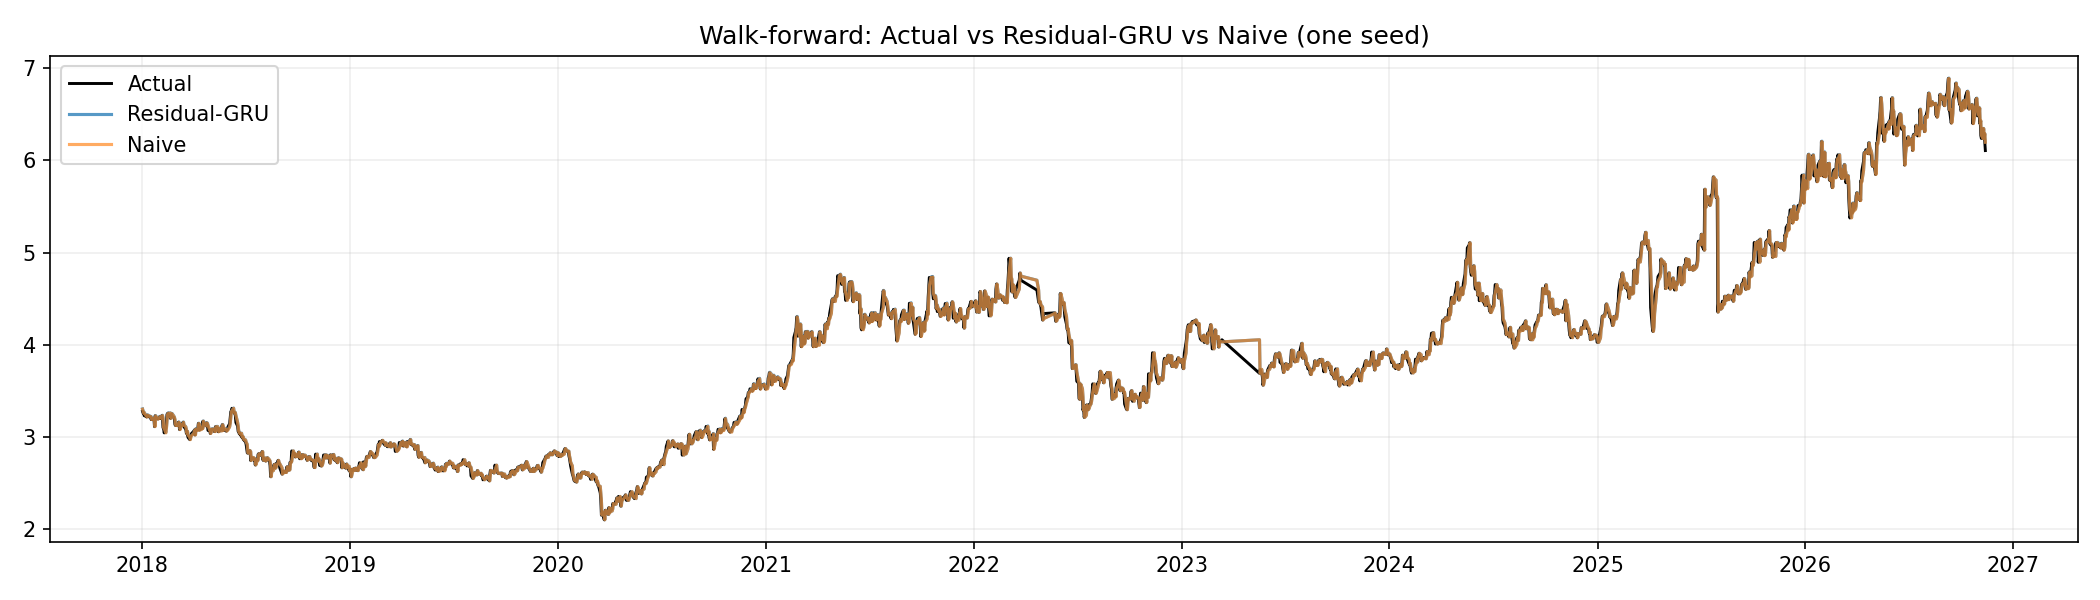 Walk-forward: Actual vs Residual-GRU vs Naive (one seed)
Actual
Residual-GRU
Naive
7
6
5
4
3
2
2018 2019 2020 2021 2022 2023 2024 2025 2026 2027